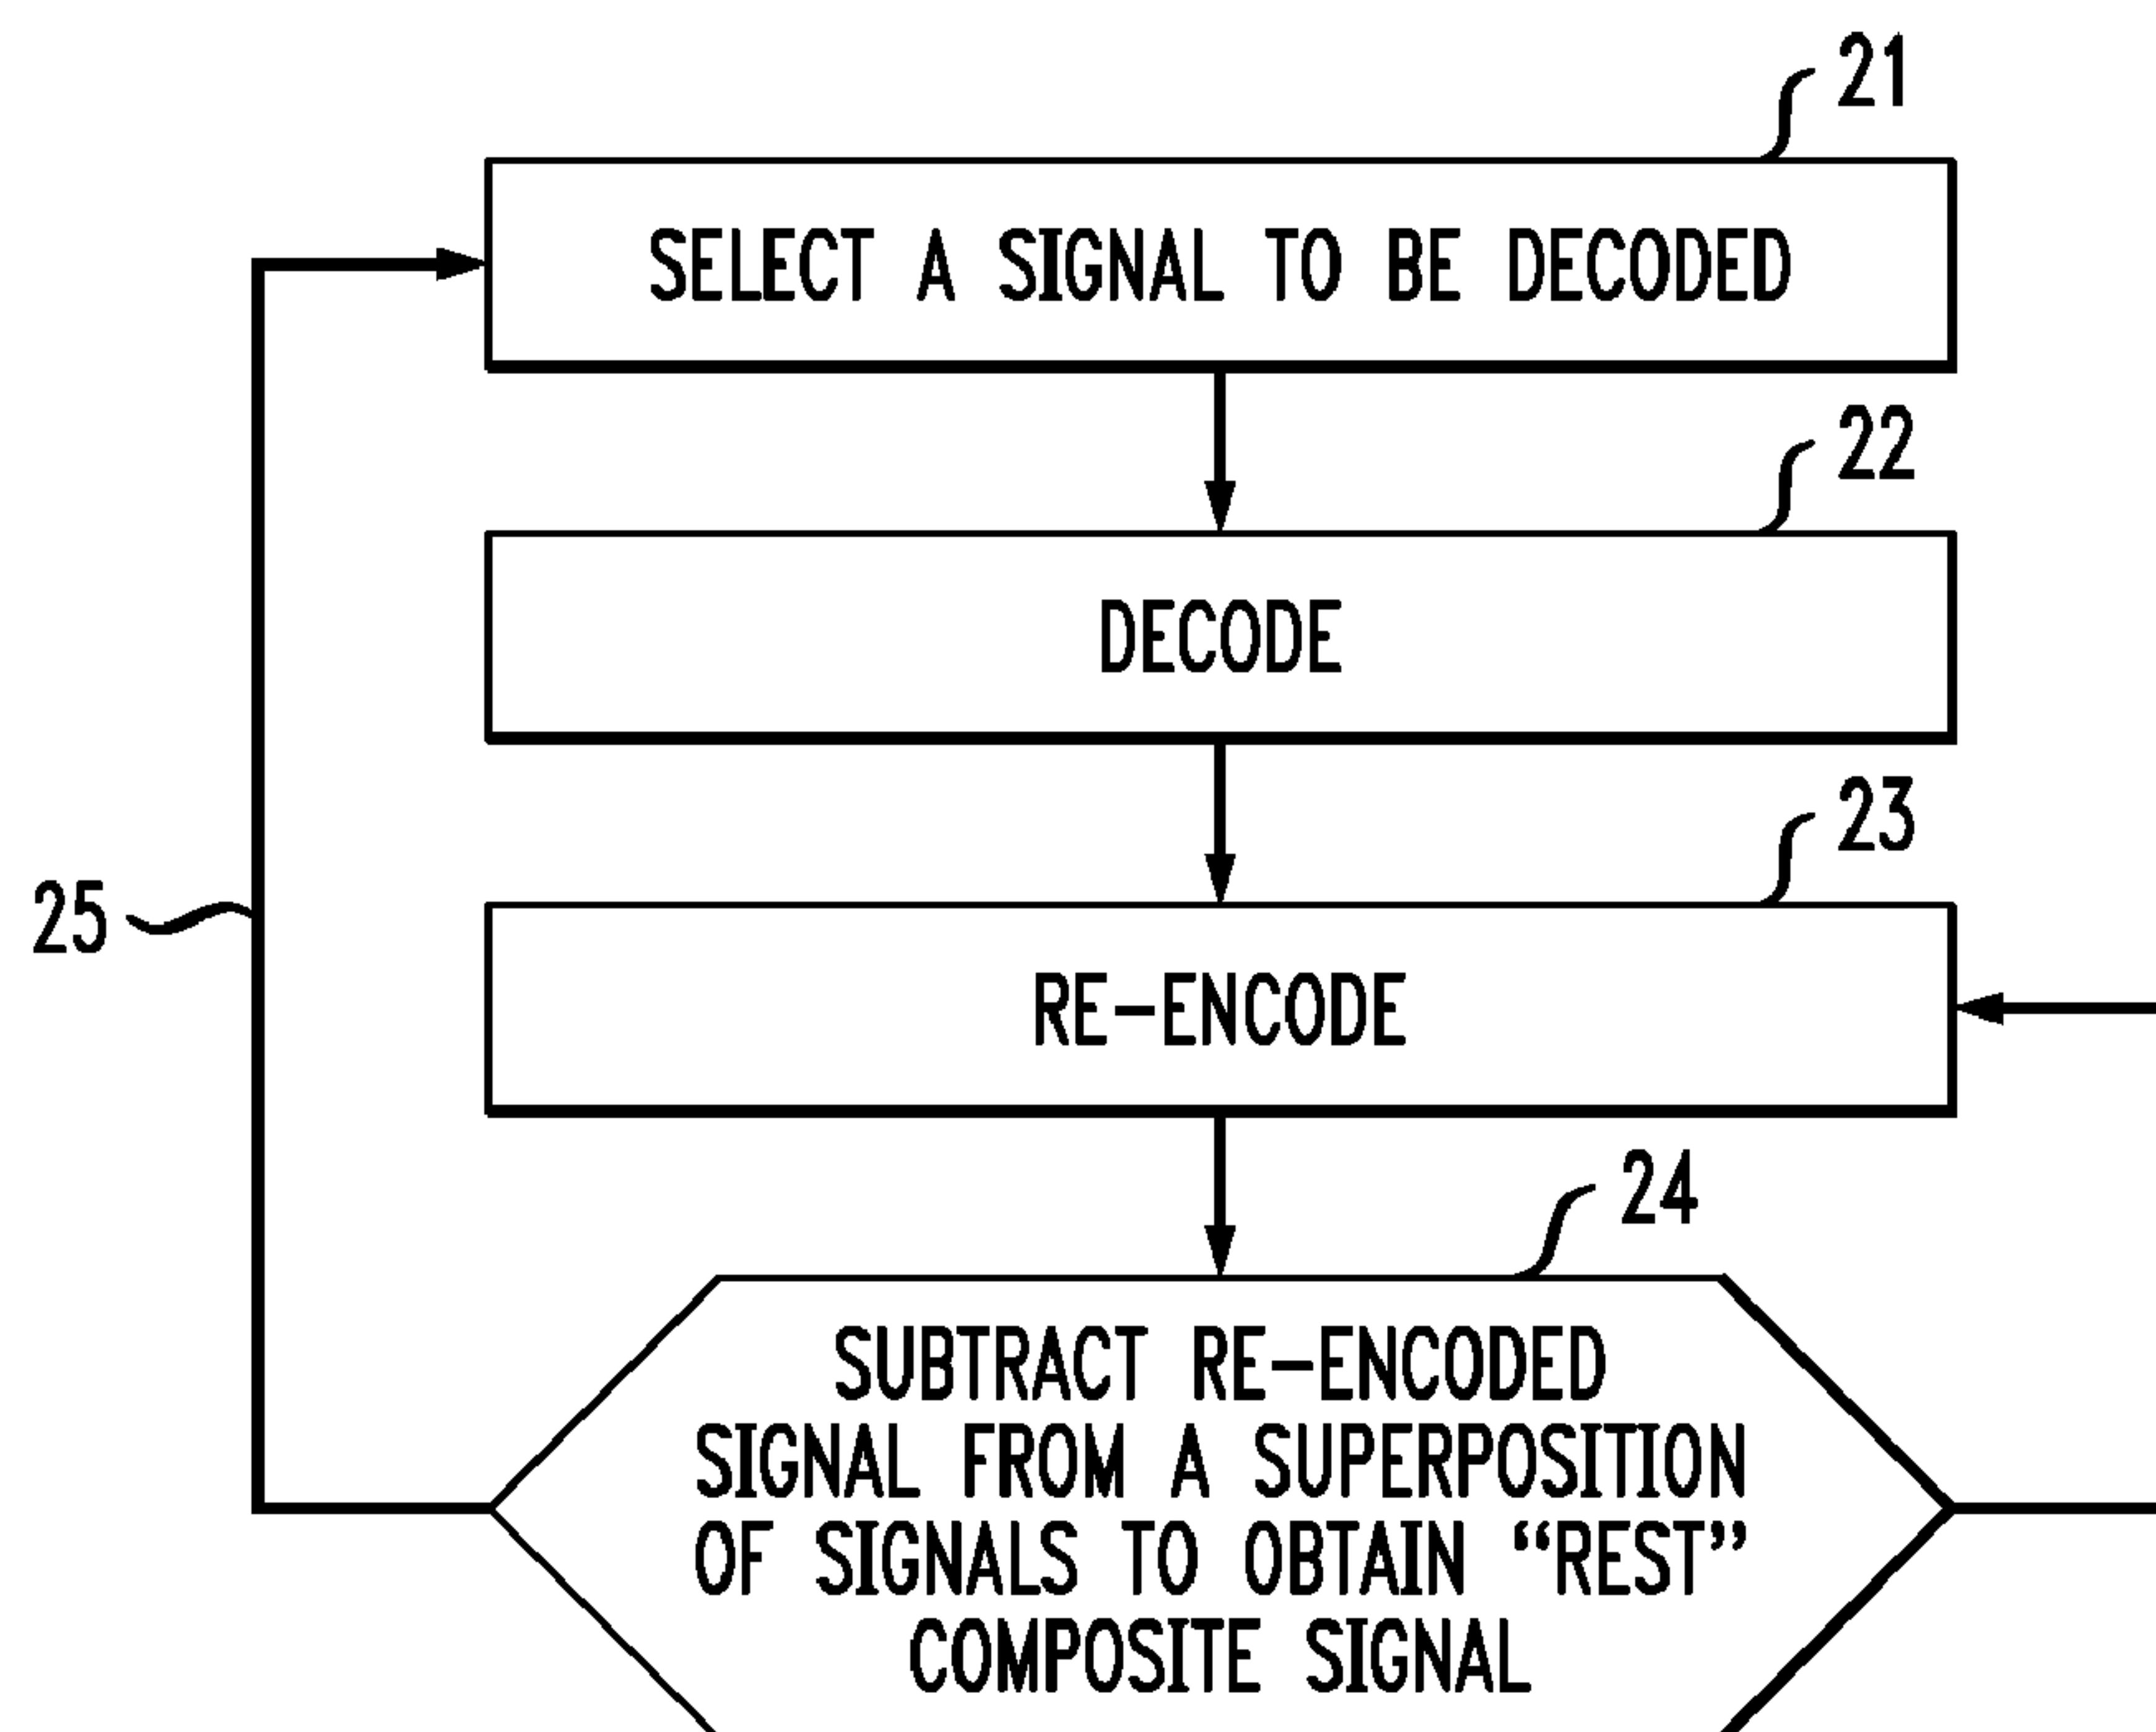 21
SELECT A SIGNAL TO BE DECODED
22
DECODE
23
RE-ENCODE
25
24
SUBTRACT RE-ENCODED
SIGNAL FROM A SUPERPOSITION
OF SIGNALS TO OBTAIN “REST”
COMPOSITE SIGNAL